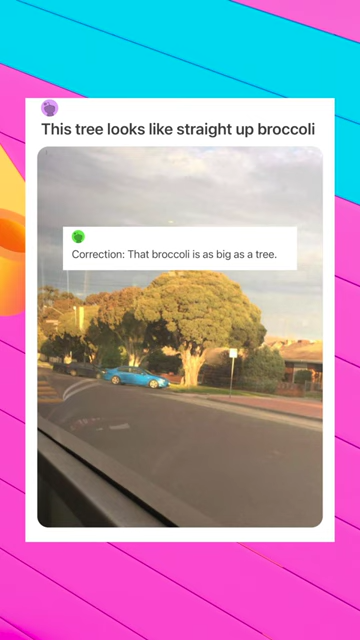 This tree looks like straight up broccoli
Correction: That broccoli is as big as a tree.